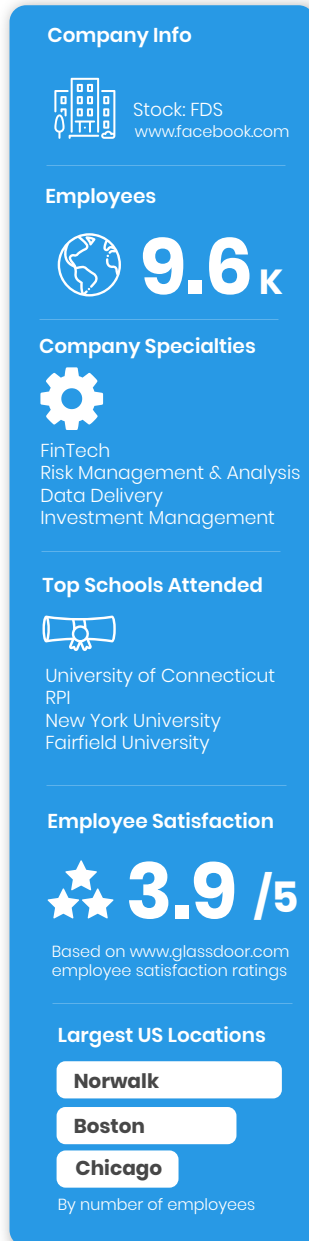 Company Info
Stock: FDS
www.facebook.com
Employees
9.6 K
Company Specialties
FinTech
Risk Management & Analysis
Data Delivery
Investment Management
Top Schools Attended
University of Connecticut
RPI
New York University
Fairfield University
Employee Satisfaction
3.9 /5
Based on www.glassdoor.com
employee satisfaction ratings
Largest US Locations
Norwalk
Boston
Chicago
By number of employees